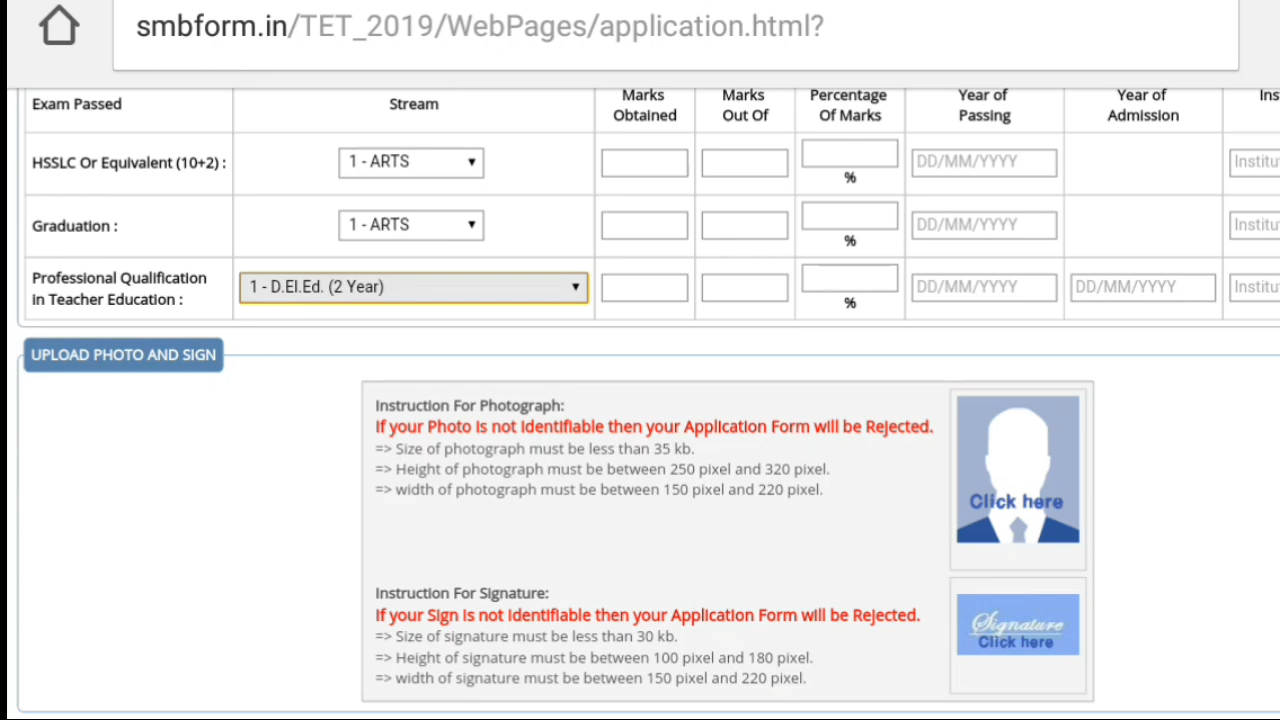 smbform.in/TET_2019/WebPages/application.html?
Exam Passed
Stream
Marks
Obtained
Marks
Out Of
Percentage
Of Marks
Year of
Passing
Year of
Admission
Ins
HSSLC Or Equivalent (10+2) :
1 - ARTS
%
DD/MM/YYYY
Institu
Graduation :
1 - ARTS
%
DD/MM/YYYY
Institu
Professional Qualification
in Teacher Education :
1 - D.El.Ed. (2 Year)
%
DD/MM/YYYY
DD/MM/YYYY
Institu
UPLOAD PHOTO AND SIGN
Instruction For Photograph:
If your Photo is not identifiable then your Application Form will be Rejected.
=> Size of photograph must be less than 35 kb.
=> Height of photograph must be between 250 pixel and 320 pixel.
=> width of photograph must be between 150 pixel and 220 pixel.
Click here
Instruction For Signature:
If your Sign is not identifiable then your Application Form will be Rejected.
=> Size of signature must be less than 30 kb.
=> Height of signature must be between 100 pixel and 180 pixel.
=> width of signature must be between 150 pixel and 220 pixel.
Signature
Click here